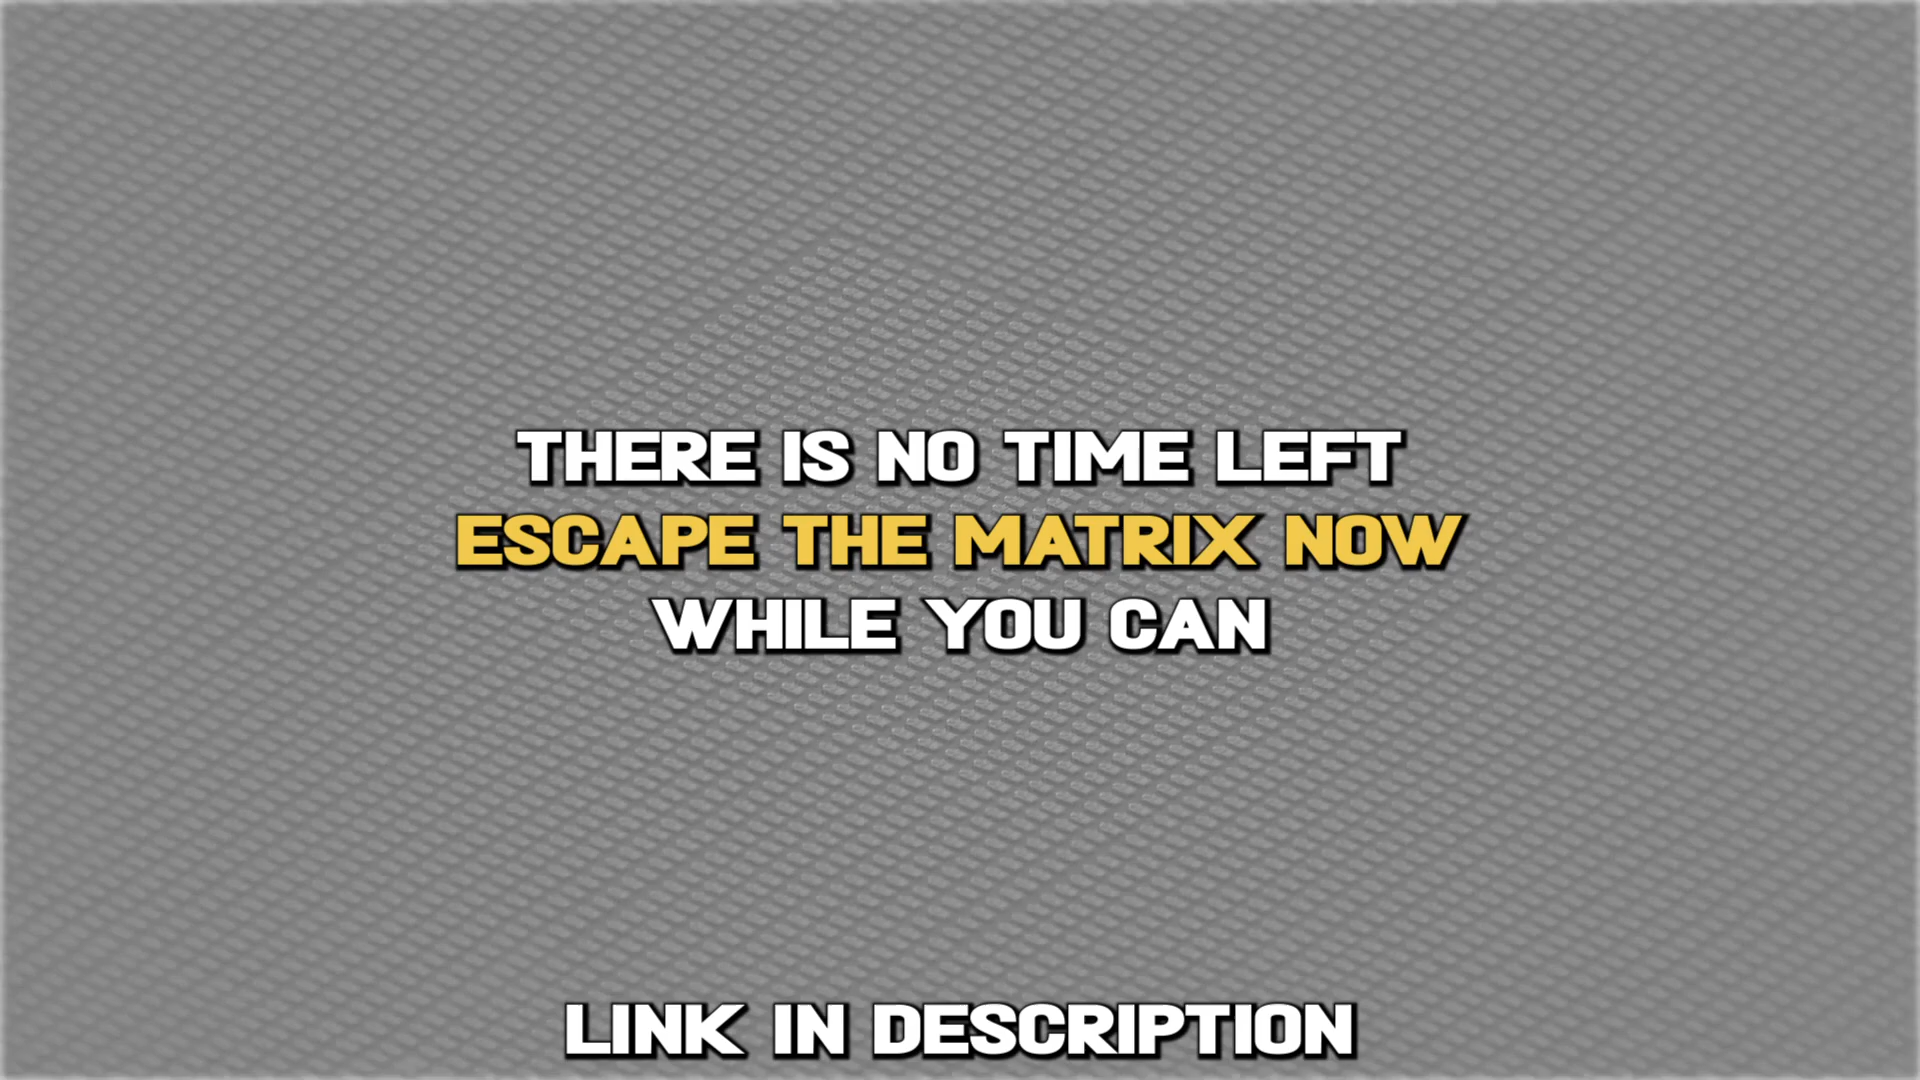 THERE IS NO TIME LEFT
ESCAPE THE MATRIX NOW
WHILE YOU CAN
LINK IN DESCRIPTION